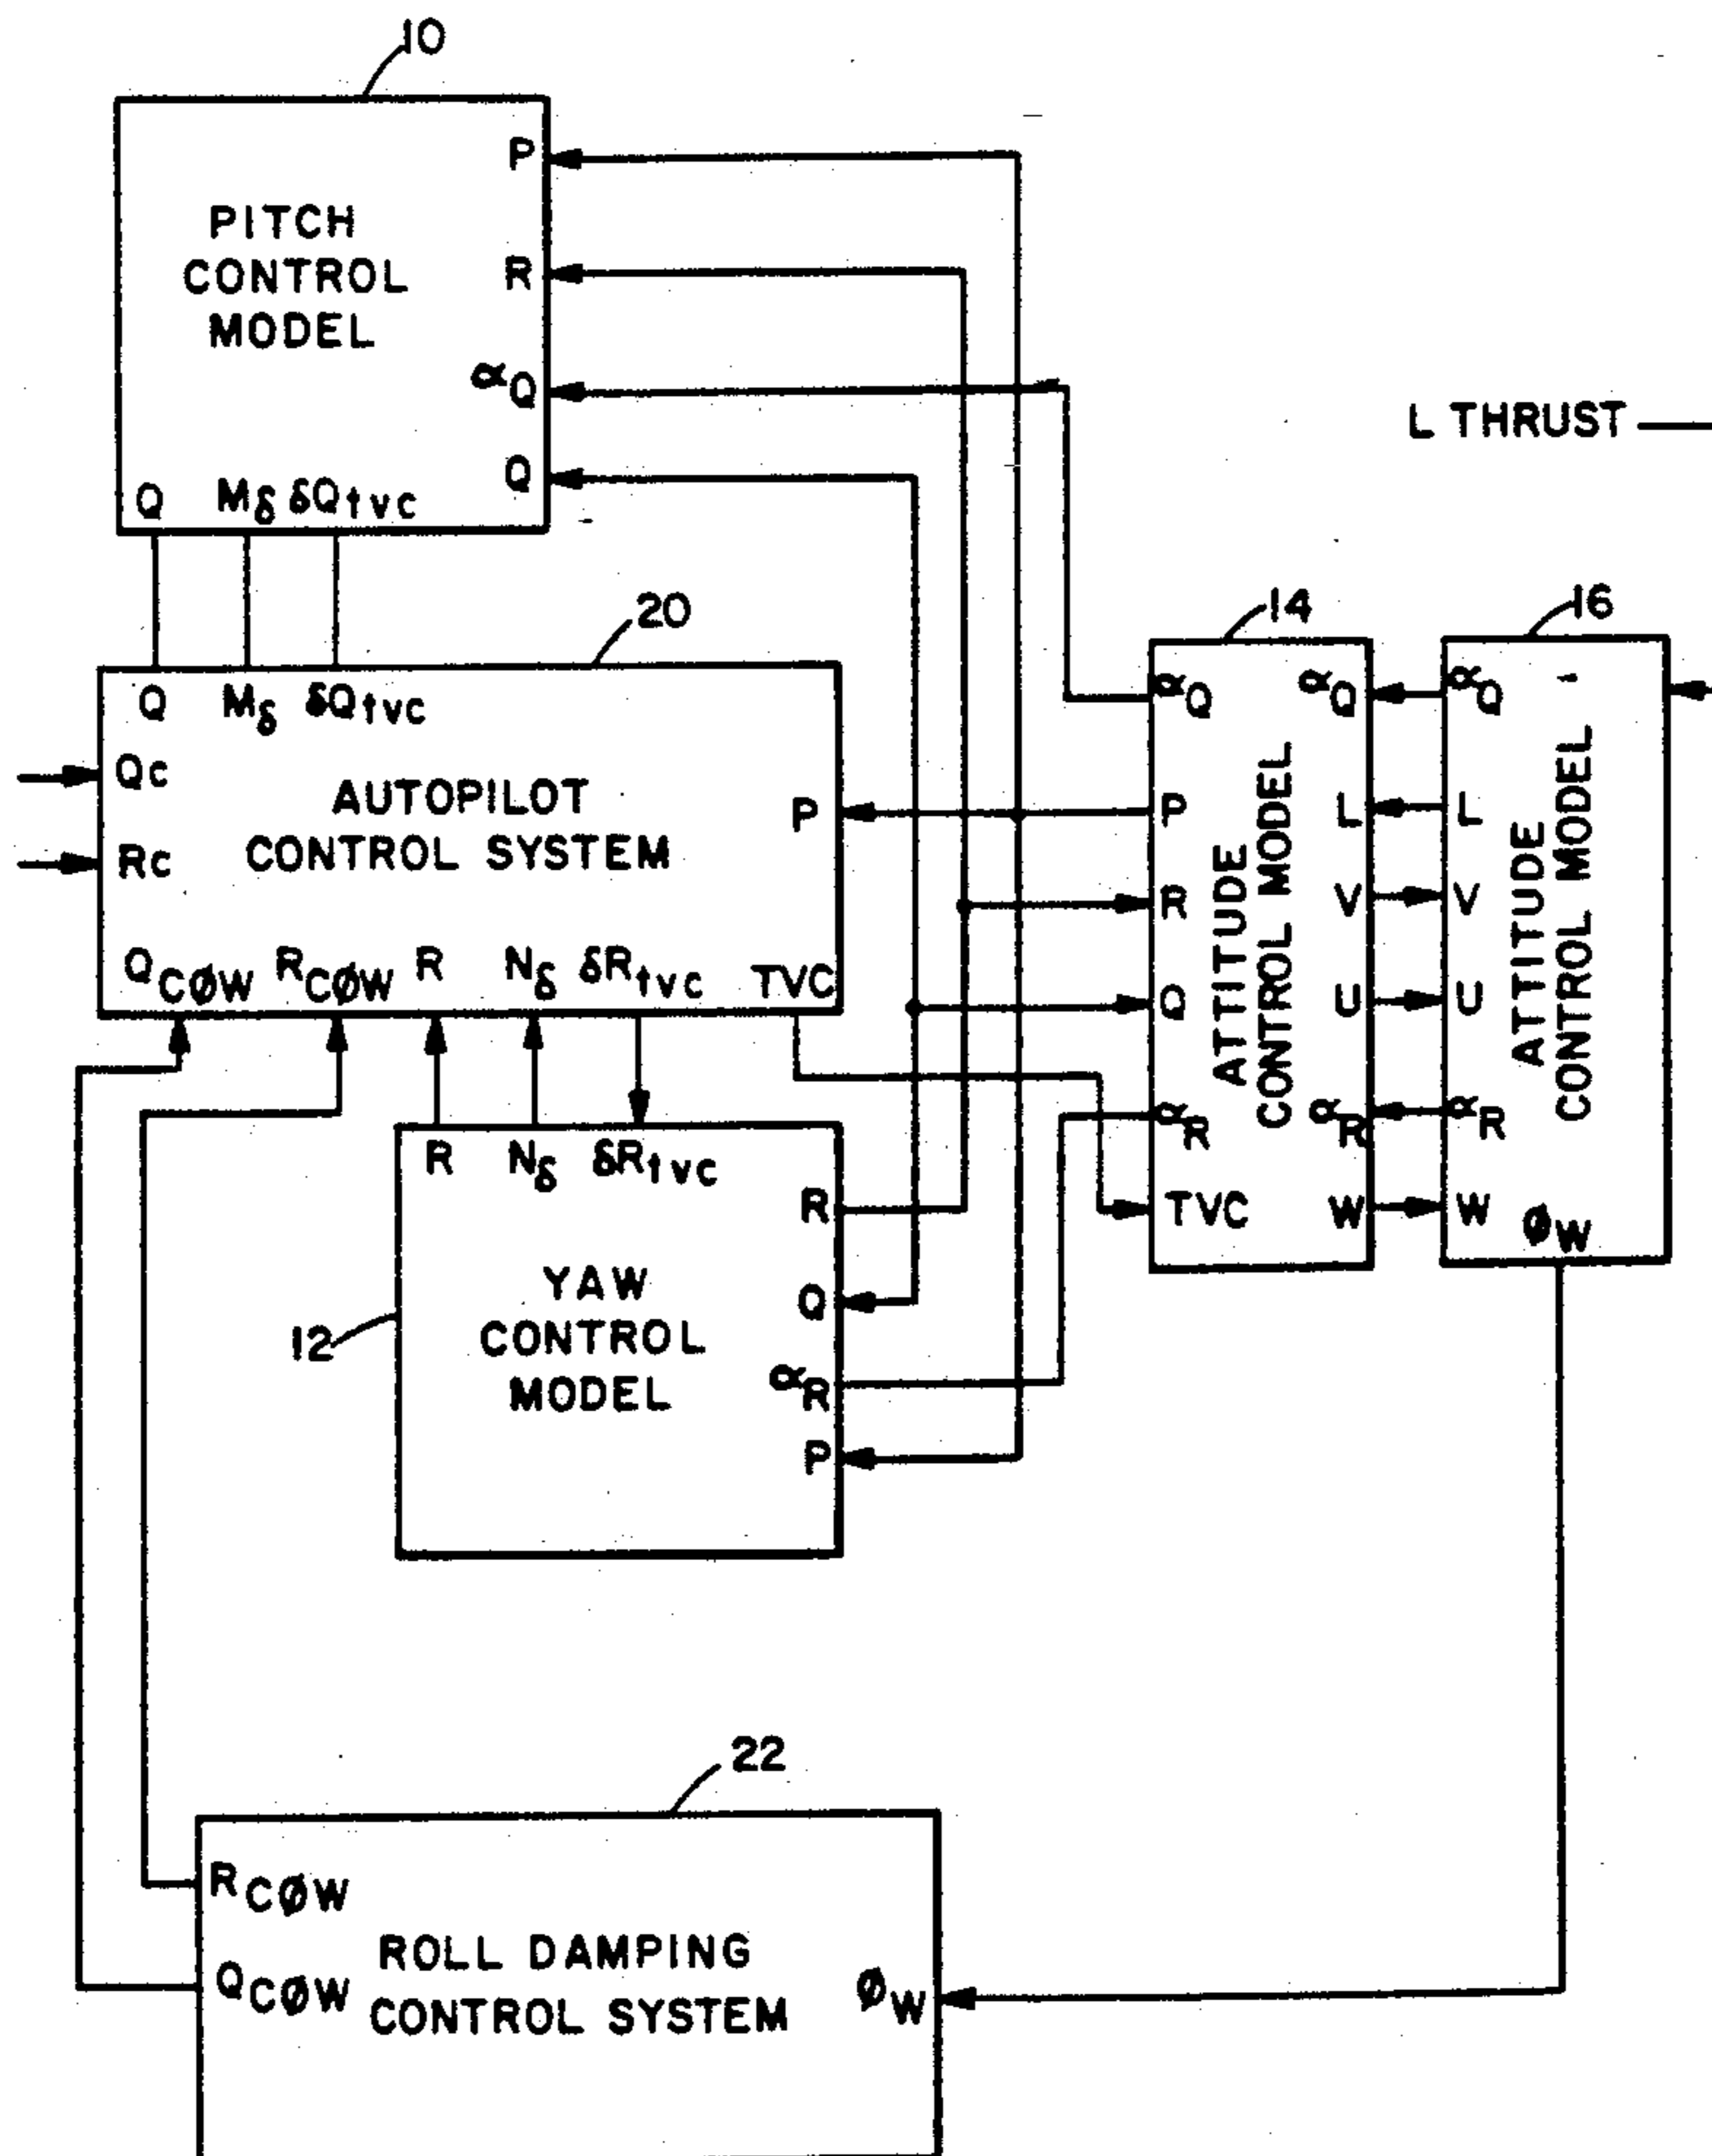 10
P
PITCH
CONTROL
MODEL
R
αQ
Q
Q Mδ δQtvc
L THRUST
20
14
16
Q Mδ δQtvc
Qc
Rc
AUTOPILOT
CONTROL SYSTEM
P
QCØW RCØW R Nδ δRtvc TVC
αQ
P
R
Q
αR
TVC
ATTITUDE
CONTROL MODEL
αQ
L
V
U
αR
W
αQ
L
V
U
αR
W
ATTITUDE
CONTROL MODEL
ØW
R Nδ δRtvc
R
12
YAW
CONTROL
MODEL
Q
αR
P
22
RCØW
QCØW
ROLL DAMPING
CONTROL SYSTEM
ØW